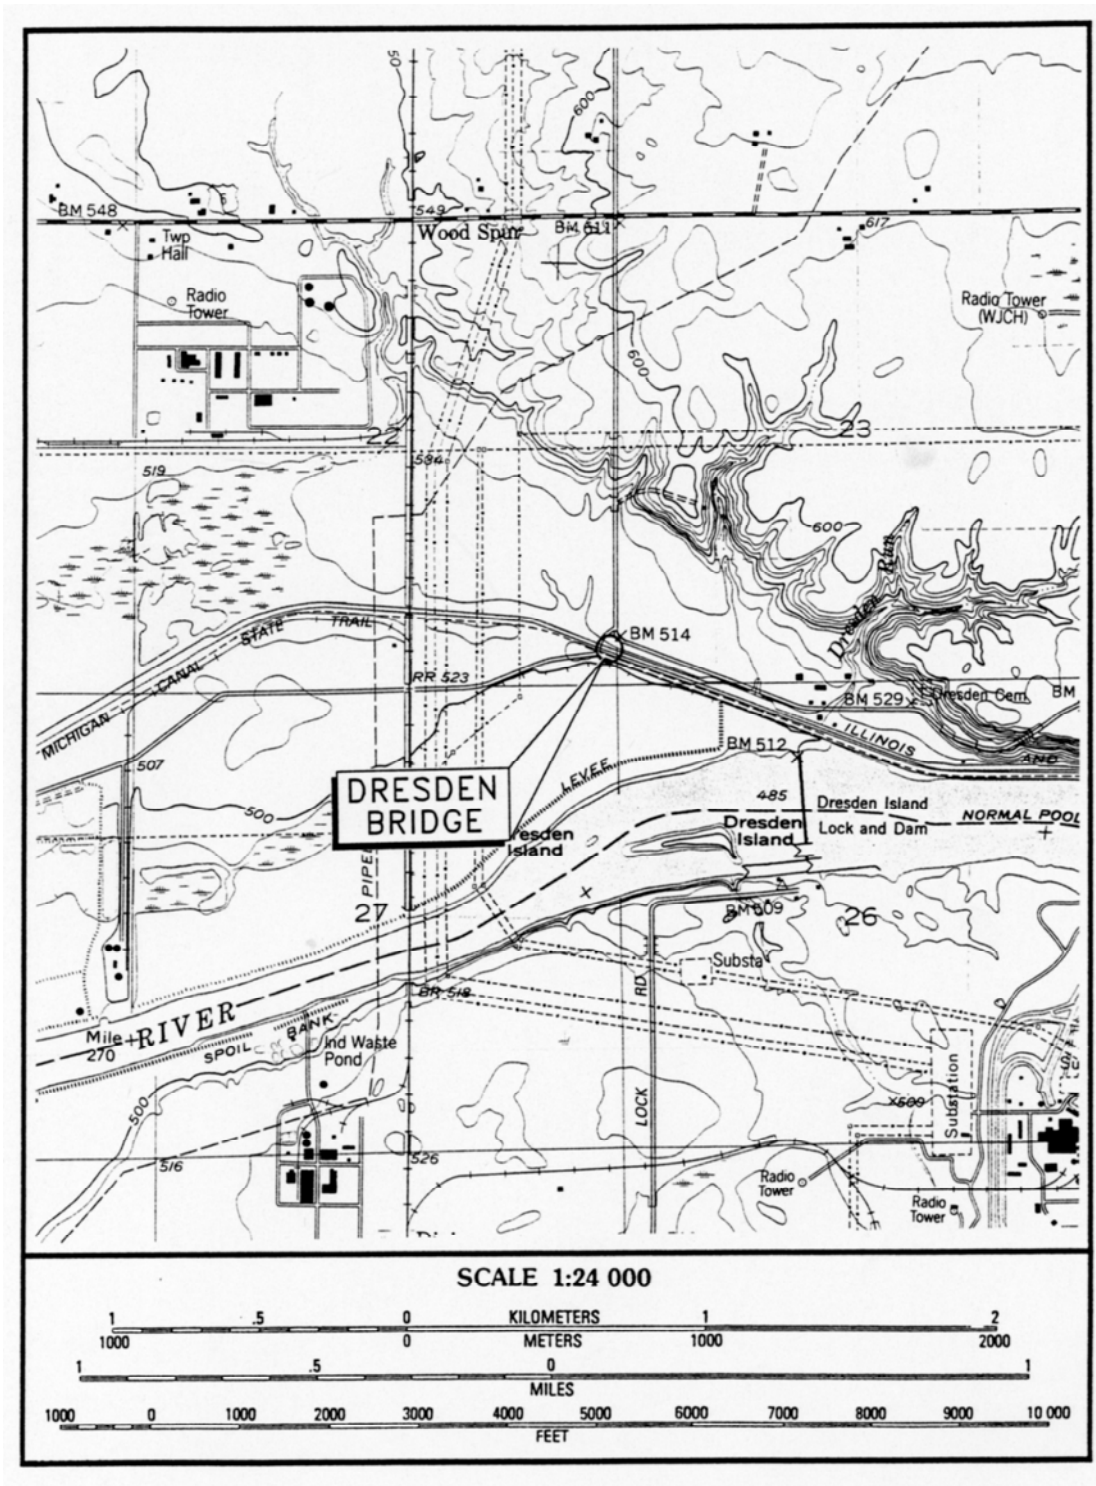 50
600
BM 548
549
Wood Spur
BM 611
617
Twp
Hall
Radio
Tower
Radio Tower
(WJCH)
600
22
23
534
519
600
Dresden Run
MICHIGAN
CANAL
STATE
TRAIL
BM 514
RR 523
BM 529
Dresden Cem
BM
ILLINOIS
AND
507
BM 512
LEVEE
500
DRESDEN
BRIDGE
485
Dresden
Island
Dresden Island
Lock and Dam
NORMAL POOL
esden
Island
27
BM 509
26
Substa
RD
BR 518
Mile
270
RIVER
SPOIL
BANK
Ind Waste
Pond
500
LOCK
Substation
509
516
526
Radio
Tower
Radio
Tower
SCALE 1:24 000
1 .5 0 KILOMETERS 1 2
1000 0 METERS 1000 2000
1 .5 0 1
MILES
1000 0 1000 2000 3000 4000 5000 6000 7000 8000 9000 10 000
FEET